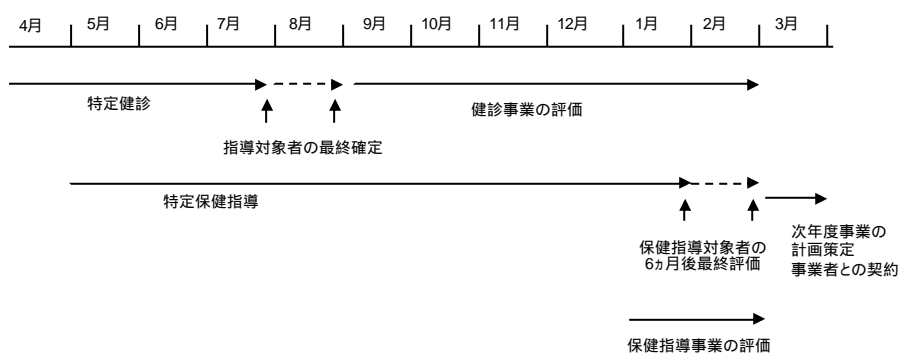 4月 5月 6月 7月 8月 9月 10月 11月 12月 1月 2月 3月
特定健診
健診事業の評価
指導対象者の最終確定
特定保健指導
保健指導対象者の
6ヵ月後最終評価
次年度事業の
計画策定
事業者との契約
保健指導事業の評価